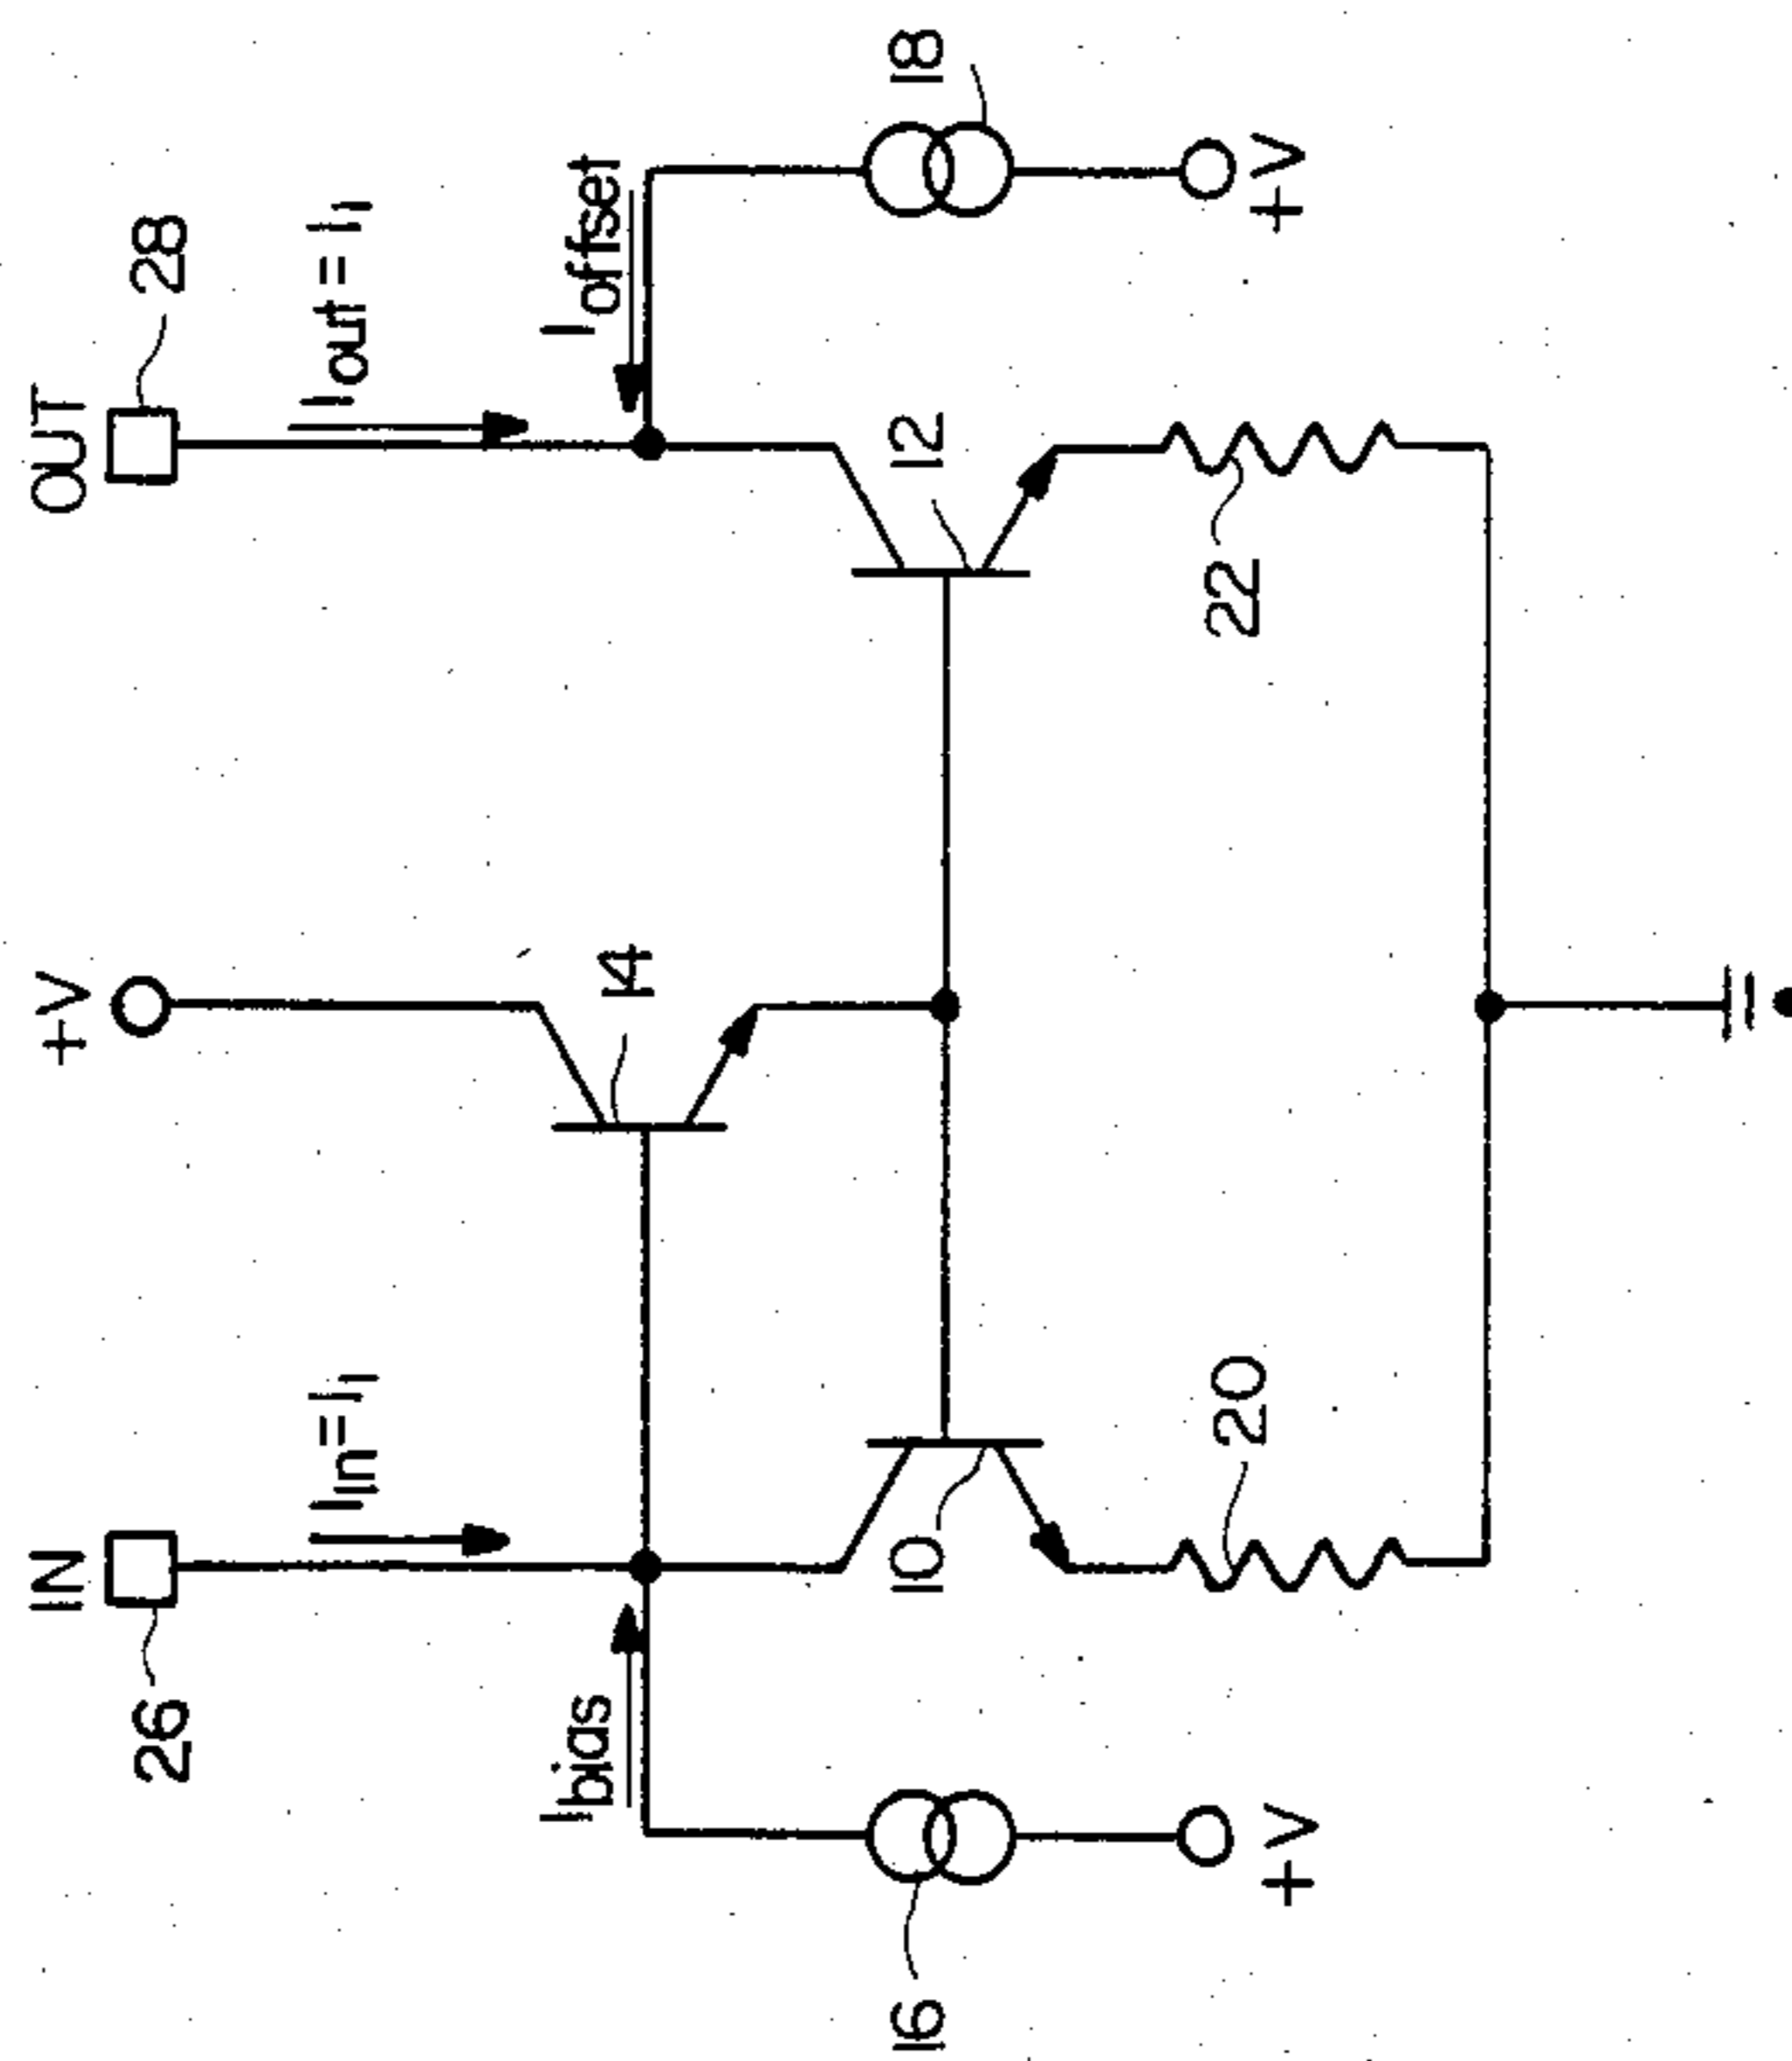 IN
+V
OUT
26
28
Iin=I1
Iout=I1
Ibias
14
Ioffset
16
10
12
18
+V
20
22
+V